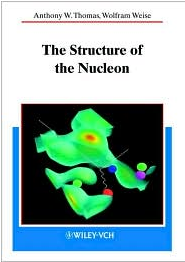 Anthony W. Thomas, Wolfram Weise
The Structure of
the Nucleon
WILEY-VCH